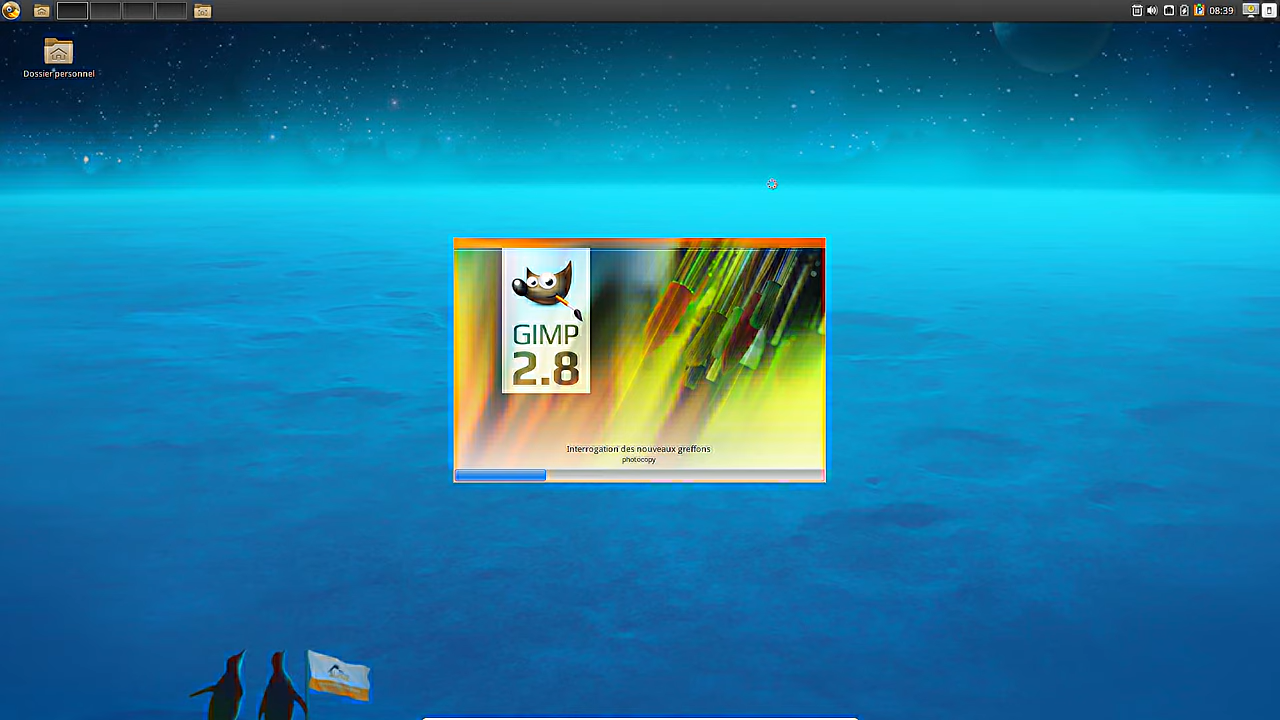 08:39
Dossier personnel
GIMP
2.8
Interrogation des nouveaux greffons
photocopy